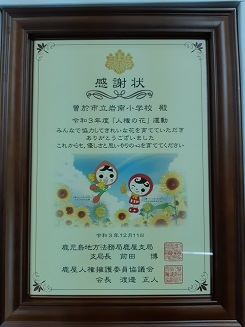 感謝状
曽於市立岩南小学校 殿
令和3年度「人権の花」運動
みんなで協力してきれいな花を育てていただき
ありがとうございました
これからも、優しさと思いやりの心を育ててください
令和3年12月11日
鹿児島地方法務局鹿屋支局
支局長 前田 博
鹿屋人権擁護委員協議会
会長 渡邉 正人